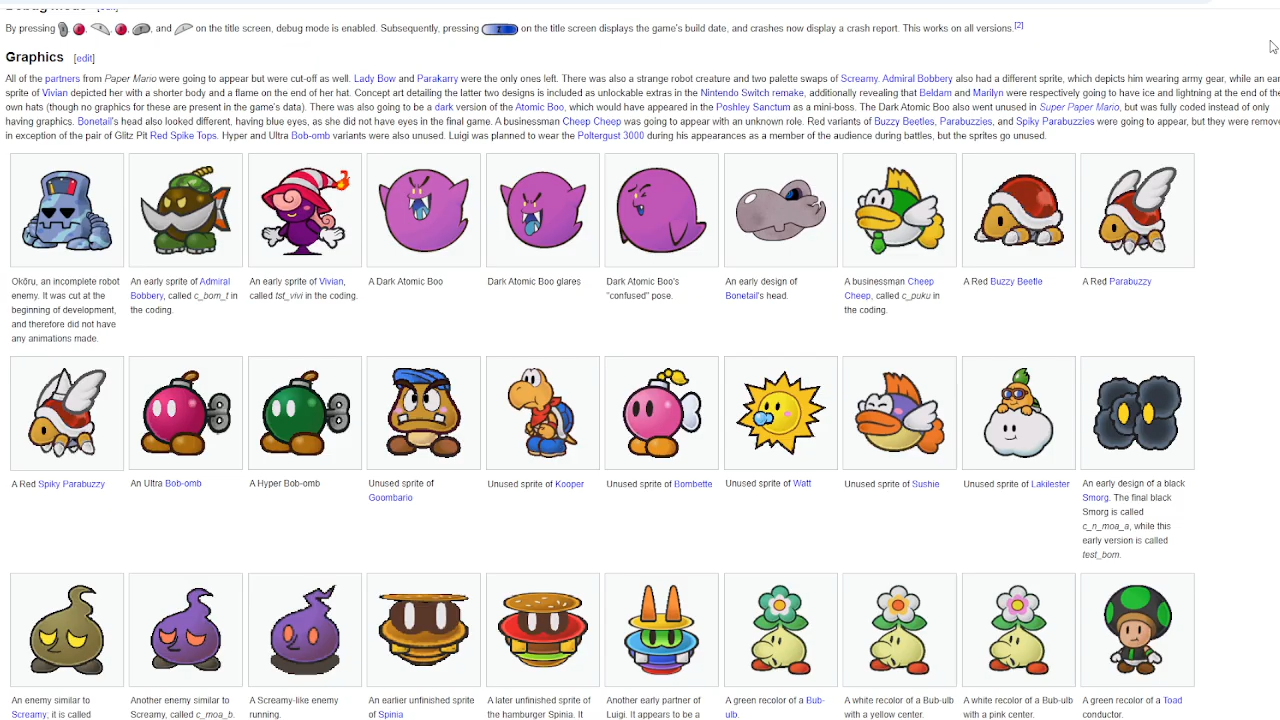 By pressing , , , , , and on the title screen, debug mode is enabled. Subsequently, pressing on the title screen displays the game's build date, and crashes now display a crash report. This works on all versions.[2]
Graphics [edit]
All of the partners from Paper Mario were going to appear but were cut-off as well. Lady Bow and Parakarry were the only ones left. There was also a strange robot creature and two palette swaps of Screamy. Admiral Bobbery also had a different sprite, which depicts him wearing army gear, while an ear
sprite of Vivian depicted her with a shorter body and a flame on the end of her hat. Concept art detailing the latter two designs is included as unlockable extras in the Nintendo Switch remake, additionally revealing that Beldam and Marilyn were respectively going to have ice and lightning at the end of the
own hats (though no graphics for these are present in the game's data). There was also going to be a dark version of the Atomic Boo, which would have appeared in the Poshley Sanctum as a mini-boss. The Dark Atomic Boo also went unused in Super Paper Mario, but was fully coded instead of only
having graphics. Bonetail's head also looked different, having blue eyes, as she did not have eyes in the final game. A businessman Cheep Cheep was going to appear with an unknown role. Red variants of Buzzy Beetles, Parabuzzies, and Spiky Parabuzzies were going to appear, but they were remove
in exception of the pair of Glitz Pit Red Spike Tops. Hyper and Ultra Bob-omb variants were also unused. Luigi was planned to wear the Poltergust 3000 during his appearances as a member of the audience during battles, but the sprites go unused.
Okōru, an incomplete robot
enemy. It was cut at the
beginning of development,
and therefore did not have
any animations made.
An early sprite of Admiral
Bobbery, called c_bom_t in
the coding.
An early sprite of Vivian,
called tst_vivi in the coding.
A Dark Atomic Boo
Dark Atomic Boo glares
Dark Atomic Boo's
"confused" pose.
An early design of
Bonetail's head.
A businessman Cheep
Cheep, called c_puku in
the coding.
A Red Buzzy Beetle
A Red Parabuzzy
A Red Spiky Parabuzzy
An Ultra Bob-omb
A Hyper Bob-omb
Unused sprite of
Goombario
Unused sprite of Kooper
Unused sprite of Bombette
Unused sprite of Watt
Unused sprite of Sushie
Unused sprite of Lakilester
An early design of a black
Smorg. The final black
Smorg is called
c_n_moa_a, while this
early version is called
test_bom.
An enemy similar to
Screamy; it is called
Another enemy similar to
Screamy, called c_moa_b.
A Screamy-like enemy
running.
An earlier unfinished sprite
of Spinia
A later unfinished sprite of
the hamburger Spinia. It
Another early partner of
Luigi. It appears to be a
A green recolor of a Bub-
ulb.
A white recolor of a Bub-ulb
with a yellow center.
A white recolor of a Bub-ulb
with a pink center.
A green recolor of a Toad
conductor.